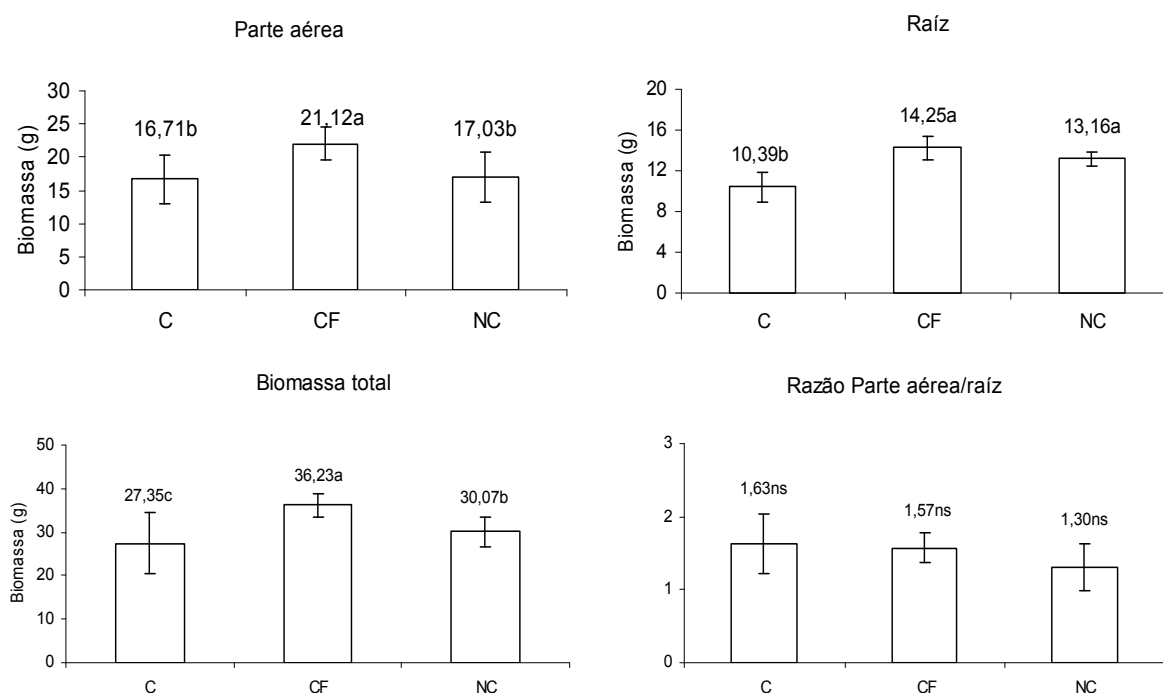 Parte aérea
Biomassa (g)
30
25
20
15
10
5
0
16,71b
21,12a
17,03b
C
CF
NC
Raíz
Biomassa (g)
20
16
12
8
4
0
10,39b
14,25a
13,16a
C
CF
NC
Biomassa total
Biomassa (g)
50
40
30
20
10
0
27,35c
36,23a
30,07b
C
CF
NC
Razão Parte aérea/raíz
3
2
1
0
1,63ns
1,57ns
1,30ns
C
CF
NC